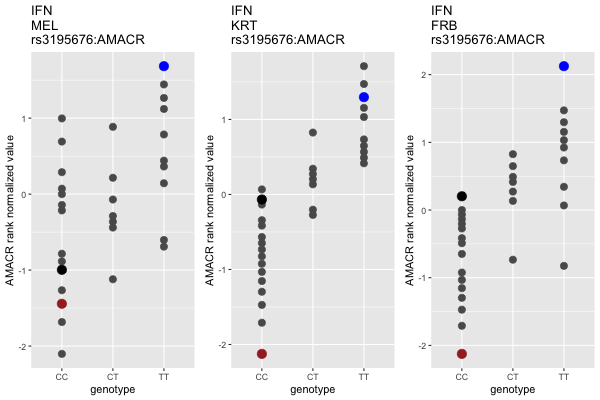 IFN
MEL
rs3195676:AMACR
AMACR rank normalized value
1
0
-1
-2
CC
CT
TT
genotype
IFN
KRT
rs3195676:AMACR
AMACR rank normalized value
1
0
-1
-2
CC
CT
TT
genotype
IFN
FRB
rs3195676:AMACR
AMACR rank normalized value
2
1
0
-1
-2
CC
CT
TT
genotype